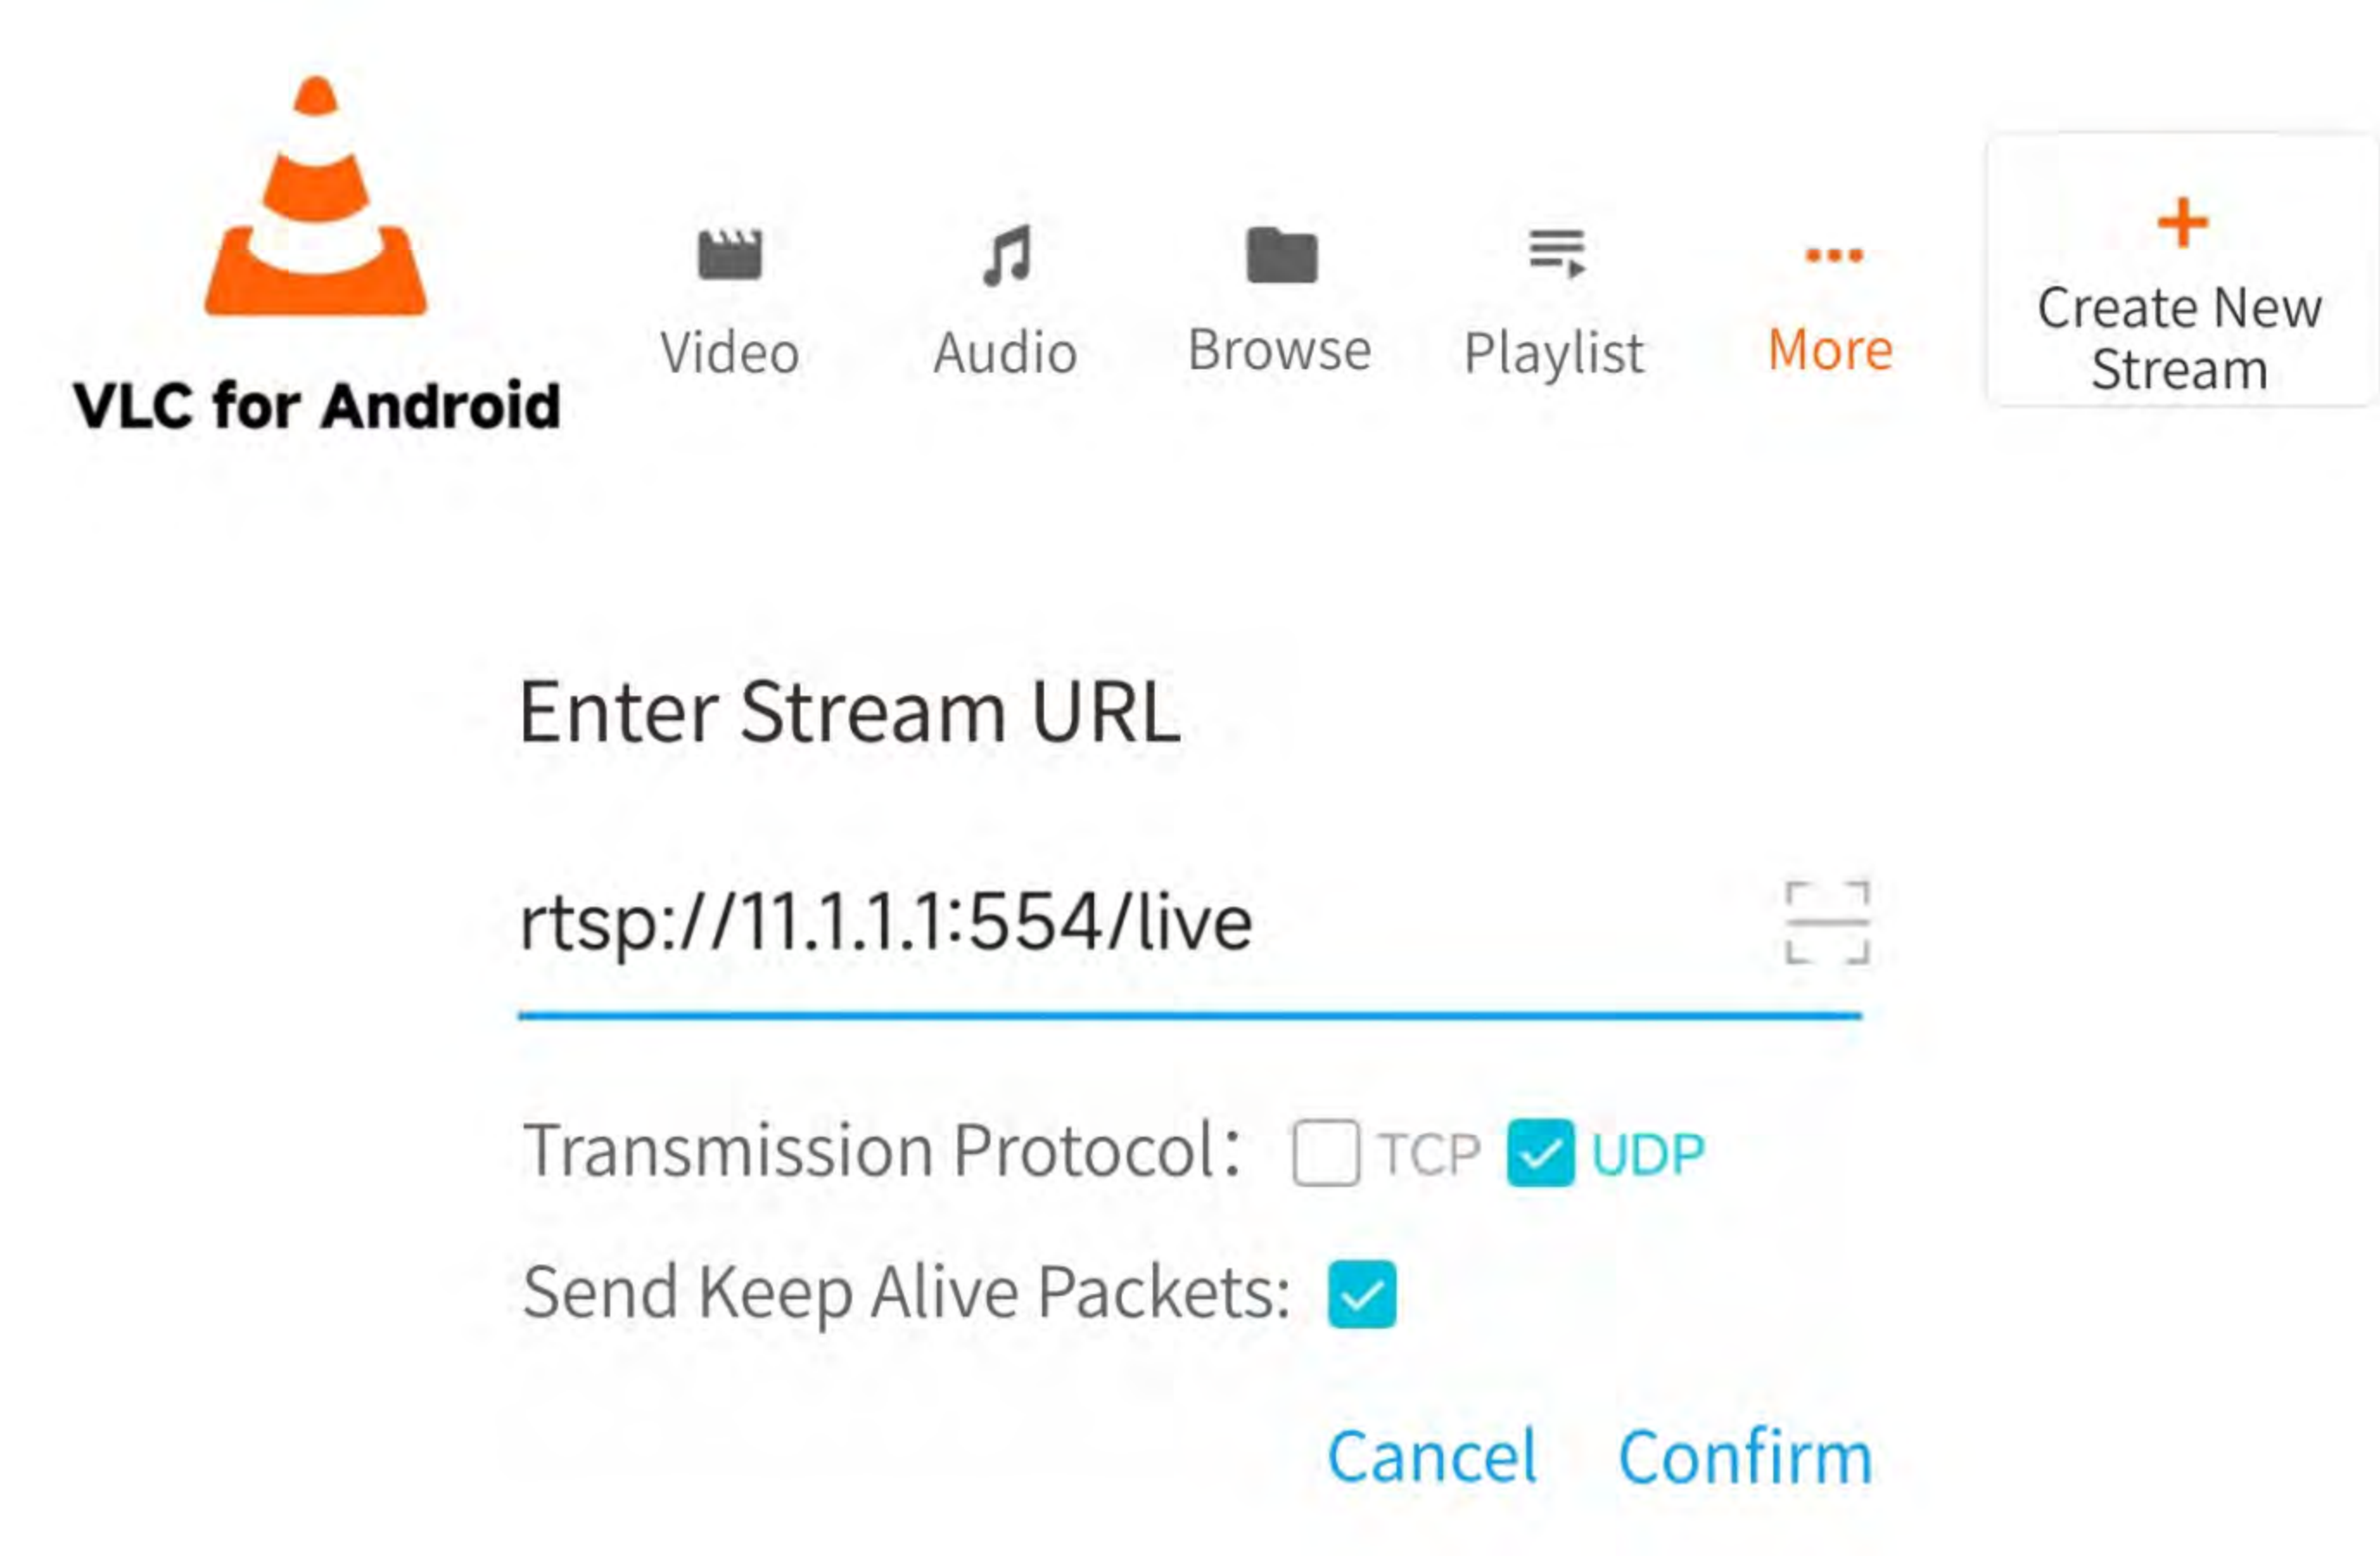 VLC for Android
Video
Audio
Browse
Playlist
More
Create New
Stream
Enter Stream URL
rtsp://11.1.1.1:554/live
Transmission Protocol: TCP UDP
Send Keep Alive Packets:
Cancel Confirm